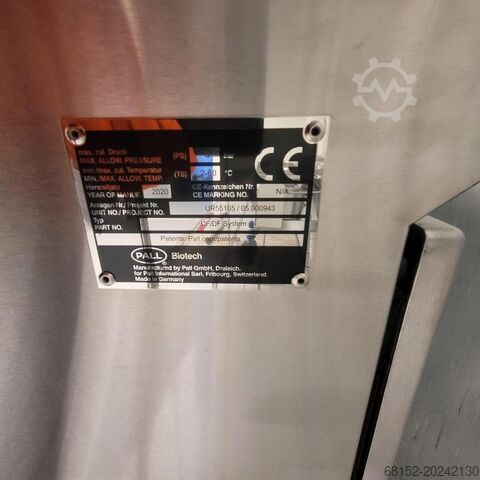 max. zul. Druck
MAX. ALLOW. PRESSURE (PS) bar
min./max. zul. Temperatur
MIN./MAX. ALLOW. TEMP. (TS) 2-80 °C
CE
Herstelljahr
YEAR OF MANUF. 2020
CE-Kennzeichen Nr.
CE MARKING NO. N/A
Anlagen Nr./ Projekt Nr.
UNIT NO./ PROJECT NO. UR55165 / 05.000943
Typ
PART NO. UF/DF System
Patents: Pall.com/patents
PALL ® Biotech
Manufactured by Pall GmbH, Dreieich,
for Pall International Sarl, Fribourg, Switzerland.
Made in Germany
68152-20242130